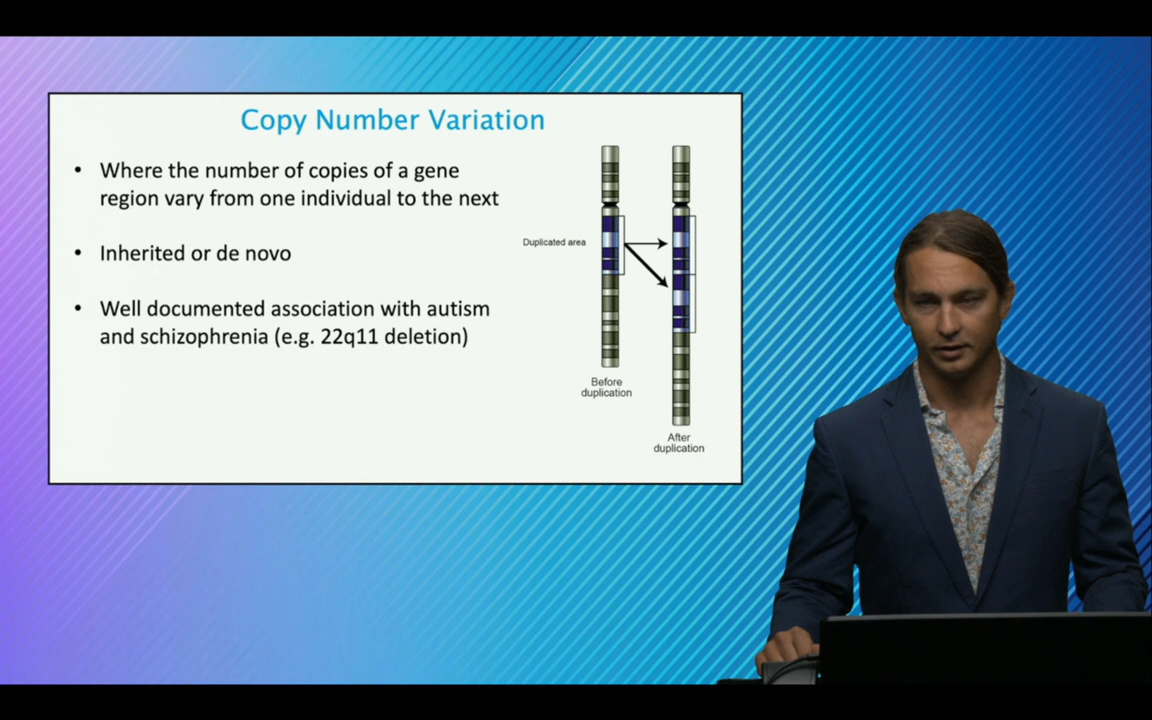 Copy Number Variation
• Where the number of copies of a gene
region vary from one individual to the next
• Inherited or de novo
• Well documented association with autism
and schizophrenia (e.g. 22q11 deletion)
Duplicated area
Before
duplication
After
duplication